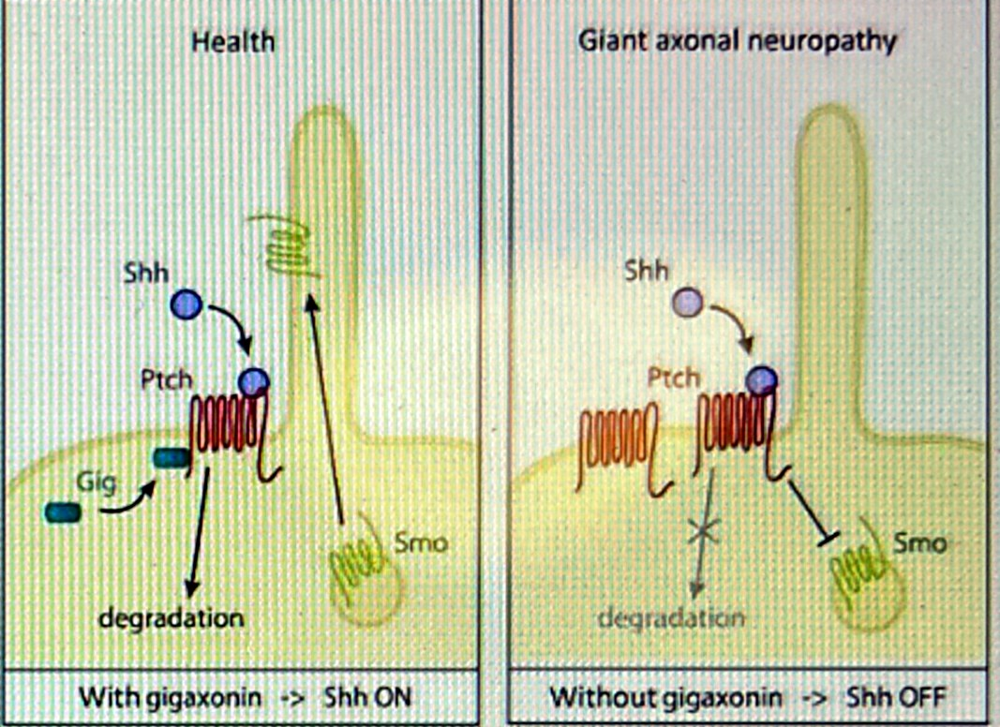 Health
Shh
Ptch
Gig
Smo
degradation
With gigaxonin -> Shh ON
Giant axonal neuropathy
Shh
Ptch
Smo
degradation
Without gigaxonin -> Shh OFF